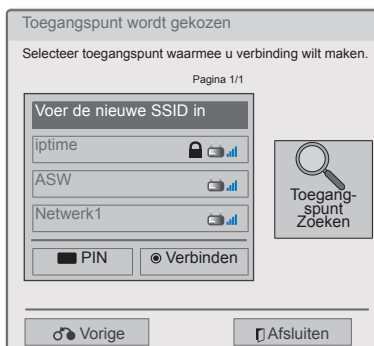 Toegangspunt wordt gekozen
Selecteer toegangspunt waarmee u verbinding wilt maken.
Pagina 1/1
Voer de nieuwe SSID in
iptime
ASW
Netwerk1
PIN
Verbinden
Toegang-
spunt
Zoeken
Vorige
Afsluiten